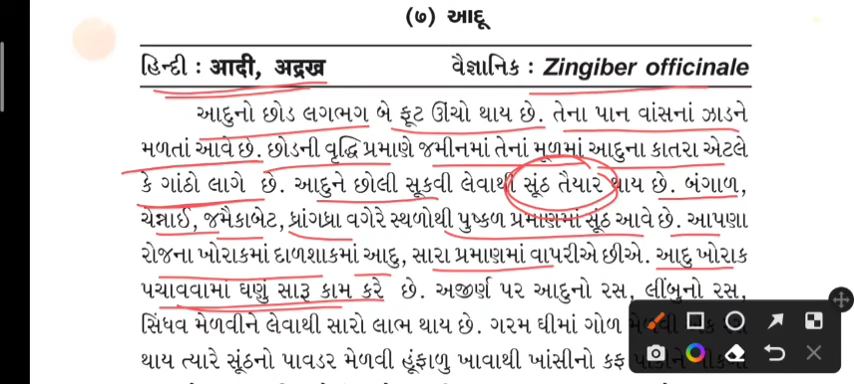 (૭) આદૂ
હિન્દી : आदी, अद्रख વૈજ્ઞાનિક : Zingiber officinale
આદુનો છોડ લગભગ બે ફૂટ ઊંચો થાય છે. તેના પાન વાંસનાં ઝાડને
મળતાં આવે છે. છોડની વૃદ્ધિ પ્રમાણે જમીનમાં તેનાં મૂળમાં આદુના કાતરા એટલે
કે ગાંઠો લાગે છે. આદુને છોલી સૂકવી લેવાથી સૂંઠ તૈયાર થાય છે. બંગાળ,
ચેન્નાઈ, જમૈકાબેટ, ધ્રાંગધ્રા વગેરે સ્થળોથી પુષ્કળ પ્રમાણમાં સૂંઠ આવે છે. આપણા
રોજના ખોરાકમાં દાળશાકમાં આદુ, સારા પ્રમાણમાં વાપરીએ છીએ. આદુ ખોરાક
પચાવવામાં ઘણું સારૂ કામ કરે છે. અજીર્ણ પર આદુનો રસ, લીંબુનો રસ,
સિંધવ મેળવીને લેવાથી સારો લાભ થાય છે. ગરમ ઘીમાં ગોળ
થાય ત્યારે સૂંઠનો પાવડર મેળવી હૂંફાળુ ખાવાથી ખાંસીનો કફ